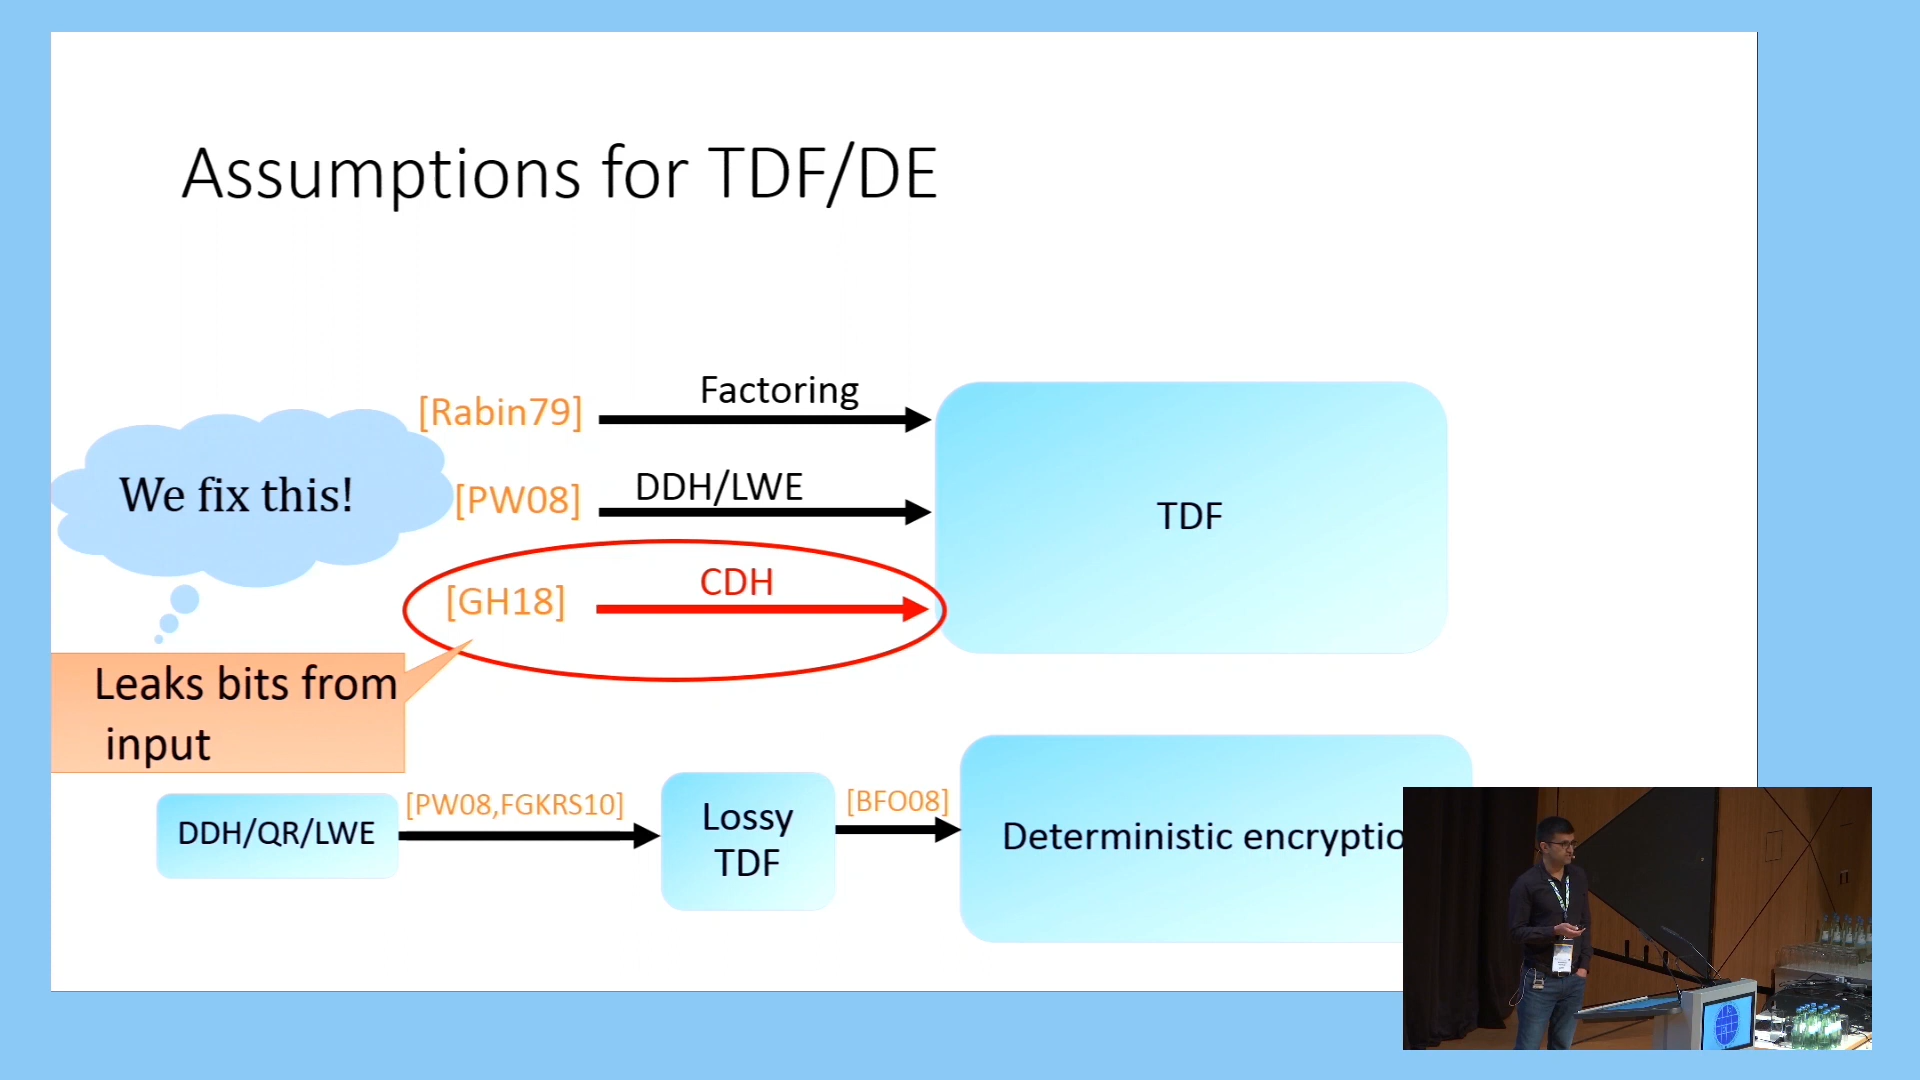 Assumptions for TDF/DE
Factoring
[Rabin79]
We fix this!
[PW08]
DDH/LWE
TDF
[GH18]
CDH
Leaks bits from
input
[PW08,FGKRS10]
[BFO08]
DDH/QR/LWE
Lossy
TDF
Deterministic encryptio